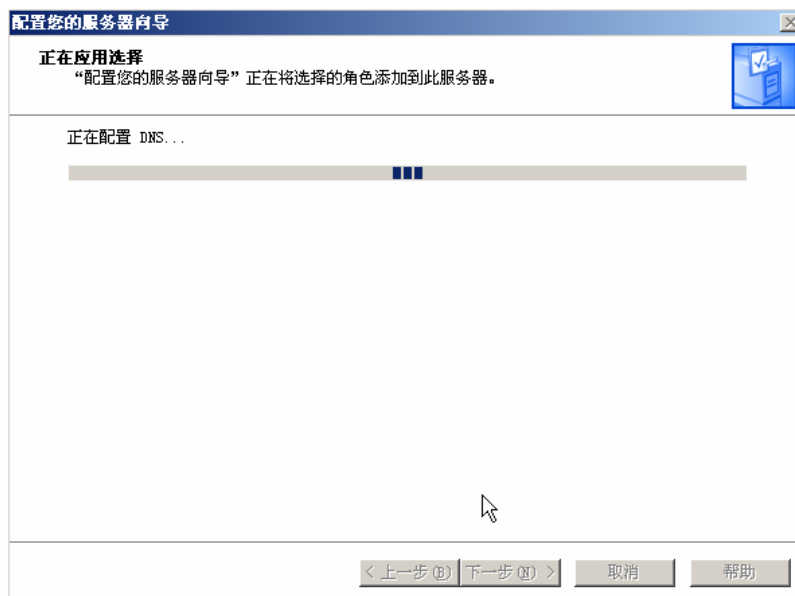 配置您的服务器向导
正在应用选择
“配置您的服务器向导”正在将选择的角色添加到此服务器。
正在配置 DNS...
< 上一步(B) 下一步(N) > 取消 帮助